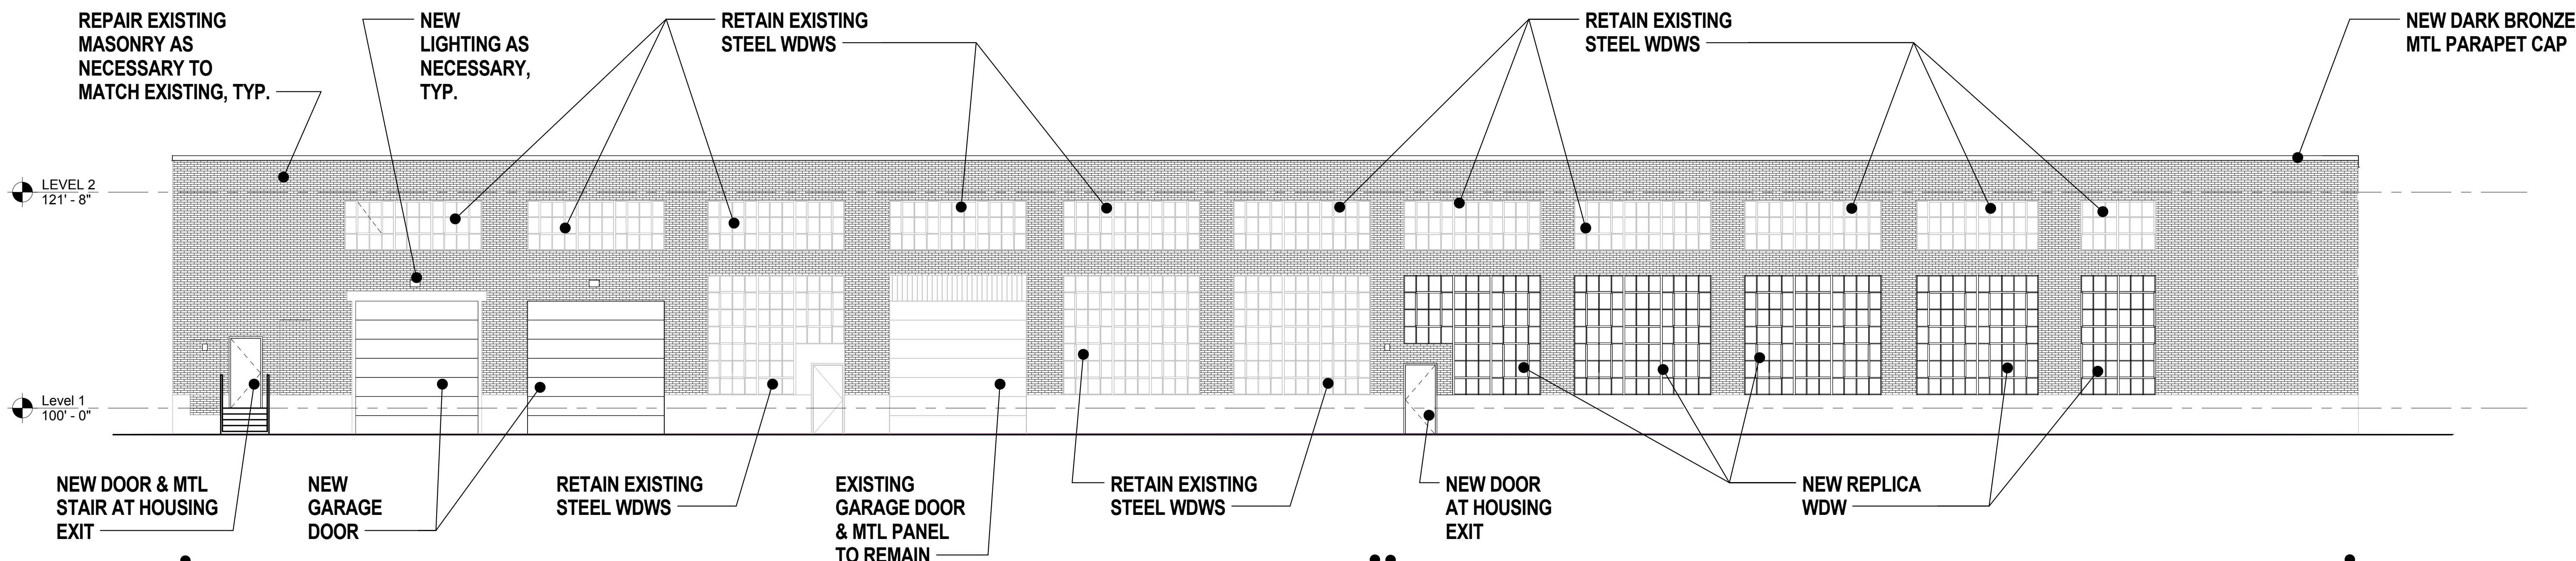 REPAIR EXISTING
MASONRY AS
NECESSARY TO
MATCH EXISTING, TYP.
NEW
LIGHTING AS
NECESSARY,
TYP.
RETAIN EXISTING
STEEL WDWS
RETAIN EXISTING
STEEL WDWS
NEW DARK BRONZE
MTL PARAPET CAP
LEVEL 2
121' - 8"
Level 1
100' - 0"
NEW DOOR & MTL
STAIR AT HOUSING
EXIT
NEW
GARAGE
DOOR
RETAIN EXISTING
STEEL WDWS
EXISTING
GARAGE DOOR
& MTL PANEL
TO REMAIN
RETAIN EXISTING
STEEL WDWS
NEW DOOR
AT HOUSING
EXIT
NEW REPLICA
WDW